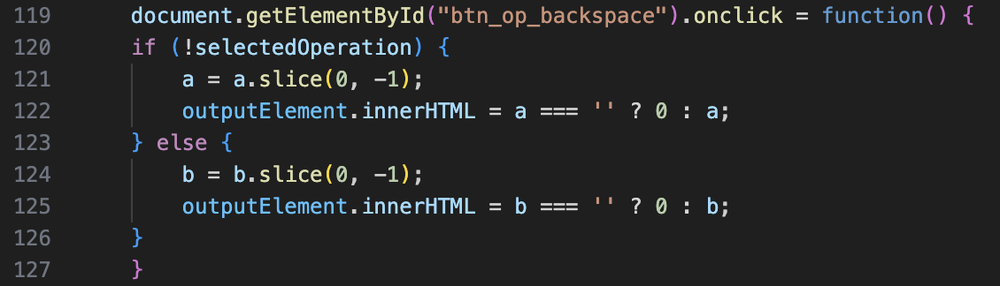 119 document.getElementById("btn_op_backspace").onclick = function() {
120 if (!selectedOperation) {
121 a = a.slice(0, -1);
122 outputElement.innerHTML = a === '' ? 0 : a;
123 } else {
124 b = b.slice(0, -1);
125 outputElement.innerHTML = b === '' ? 0 : b;
126 }
127 }